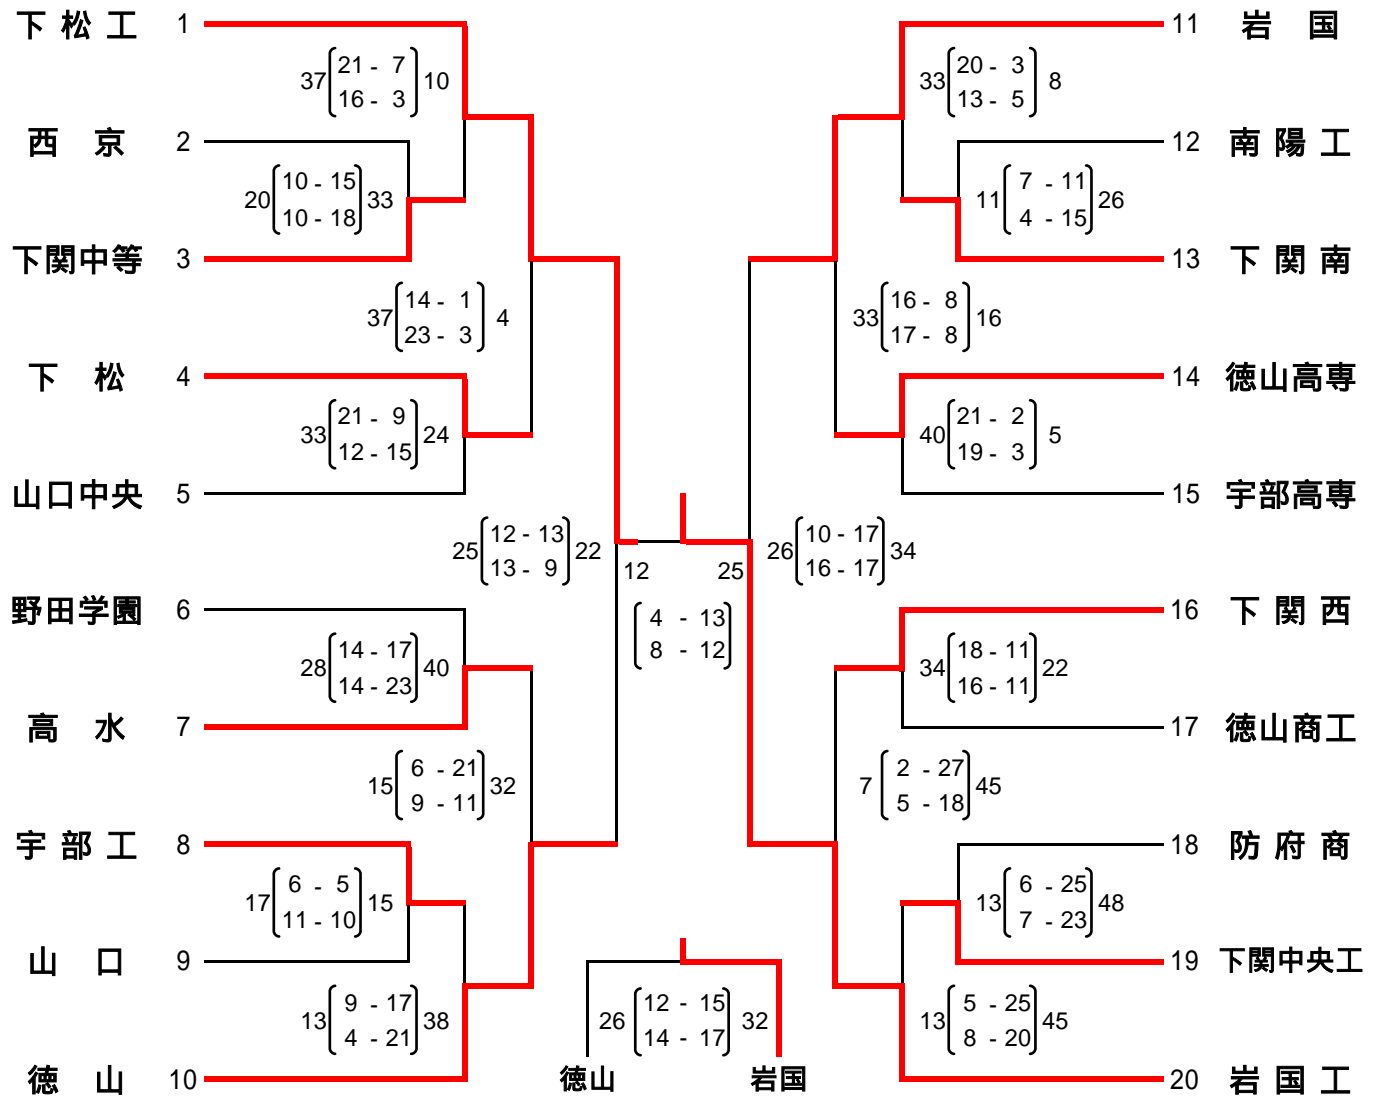 下松工 1
37 21 - 7 10
16 - 3
西京 2
20 10 - 15 33
10 - 18
下関中等 3
37 14 - 1 4
23 - 3
下松 4
33 21 - 9 24
12 - 15
山口中央 5
25 12 - 13 22
13 - 9
野田学園 6
28 14 - 17 40
14 - 23
高水 7
15 6 - 21 32
9 - 11
宇部工 8
17 6 - 5 15
11 - 10
山口 9
13 9 - 17 38
4 - 21
徳山 10
12 25
4 - 13
8 - 12
26 12 - 15 32
14 - 17
徳山 岩国
11 岩国
33 20 - 3 8
13 - 5
12 南陽工
11 7 - 11 26
4 - 15
13 下関南
33 16 - 8 16
17 - 8
14 徳山高専
40 21 - 2 5
19 - 3
15 宇部高専
26 10 - 17 34
16 - 17
16 下関西
34 18 - 11 22
16 - 11
17 徳山商工
7 2 - 27 45
5 - 18
18 防府商
13 6 - 25 48
7 - 23
19 下関中央工
13 5 - 25 45
8 - 20
20 岩国工